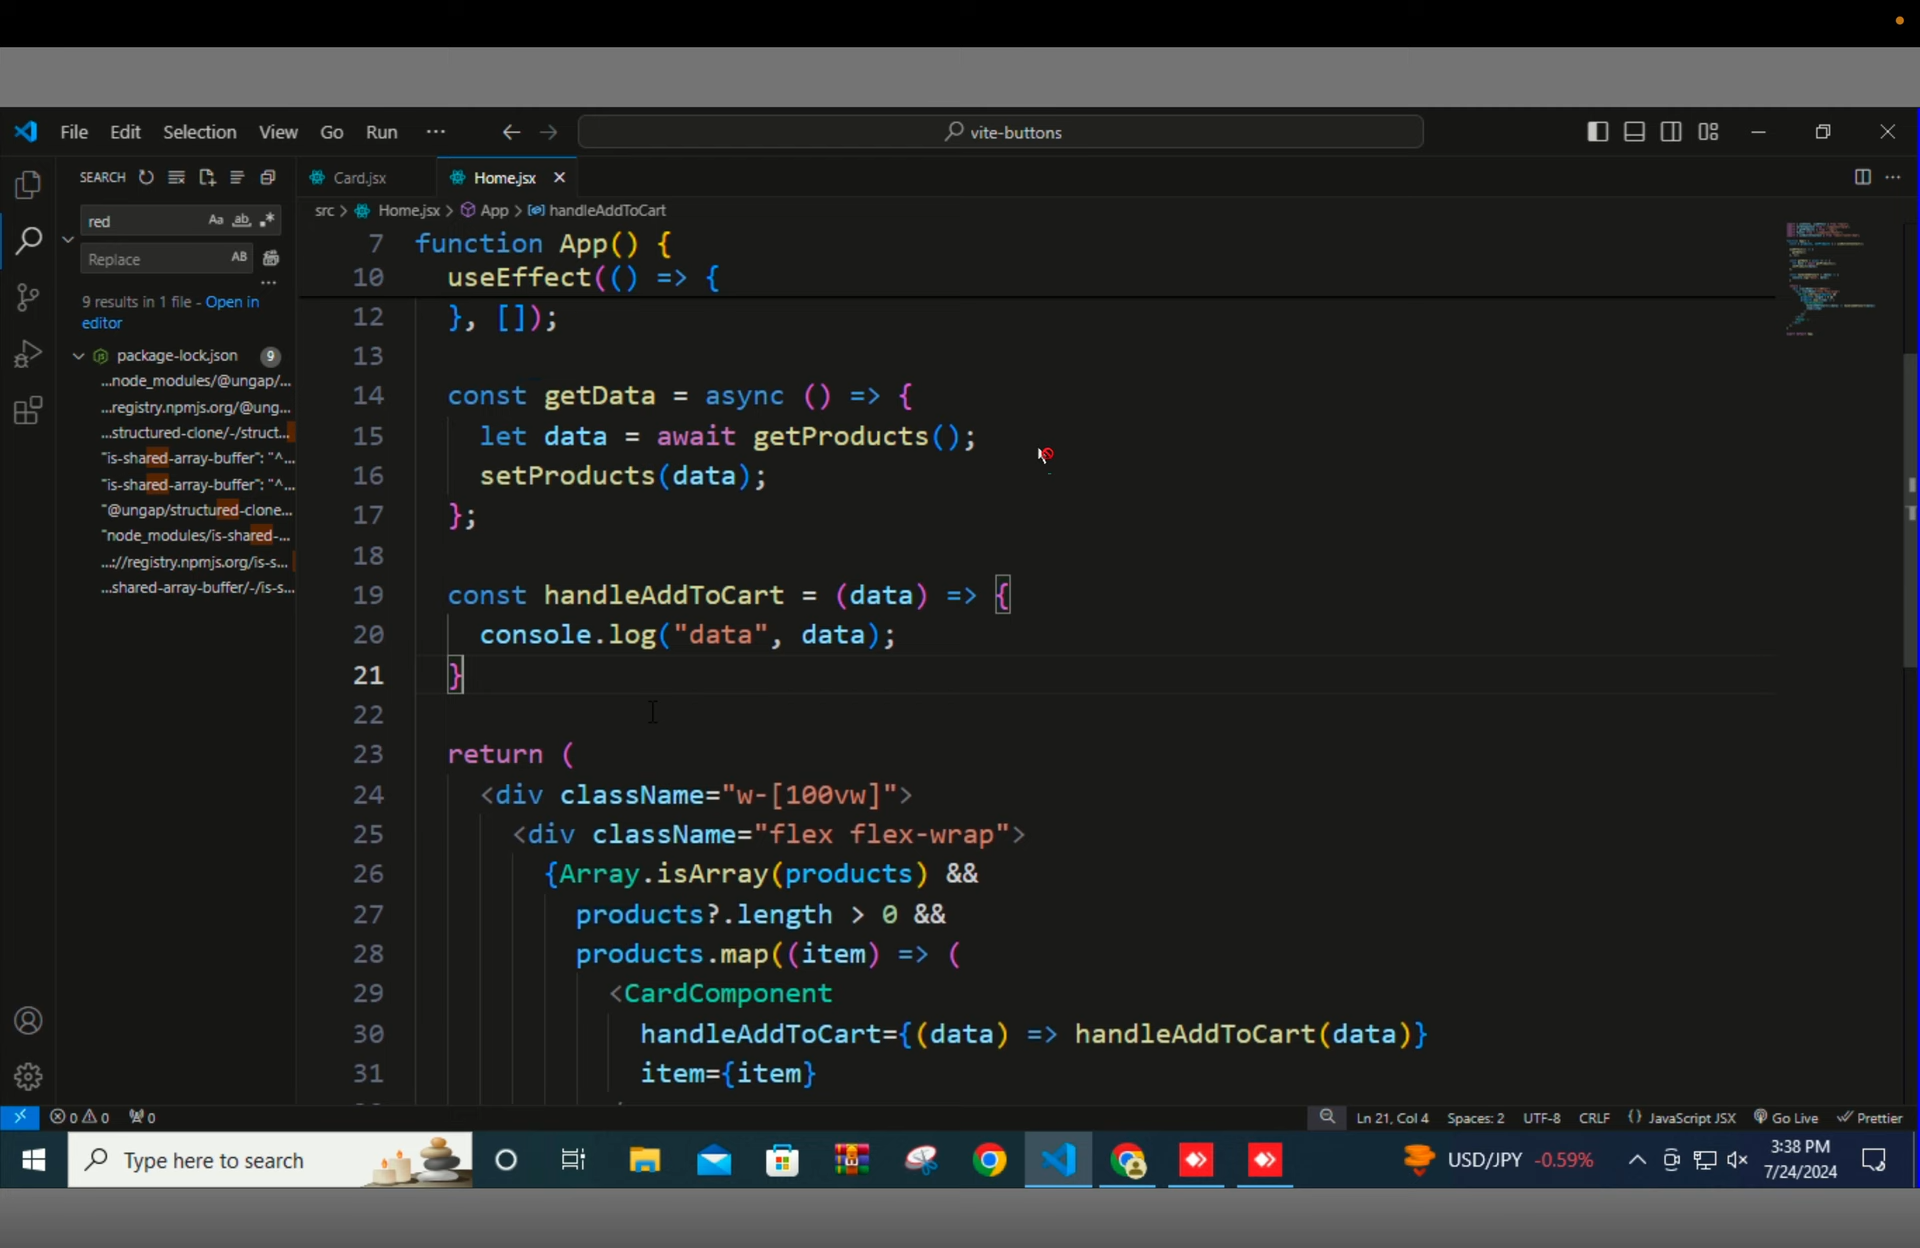 File Edit Selection View Go Run ... vite-buttons
SEARCH
Card.jsx
Home.jsx
red
Aa ab .*
Replace
AB
9 results in 1 file - Open in
editor
package-lock.json 9
...node_modules/@ungap/...
...registry.npmjs.org/@ung...
...structured-clone/-/struct...
"is-shared-array-buffer": "^...
"is-shared-array-buffer": "^...
"@ungap/structured-clone...
"node_modules/is-shared-...
...://registry.npmjs.org/is-s...
...shared-array-buffer/-/is-s...
src > Home.jsx > App > handleAddToCart
7 function App() {
10 useEffect(() => {
12 }, []);
13
14 const getData = async () => {
15 let data = await getProducts();
16 setProducts(data);
17 };
18
19 const handleAddToCart = (data) => {
20 console.log("data", data);
21 }
22
23 return (
24 <div className="w-[100vw]">
25 <div className="flex flex-wrap">
26 {Array.isArray(products) &&
27 products?.length > 0 &&
28 products.map((item) => (
29 <CardComponent
30 handleAddToCart={(data) => handleAddToCart(data)}
31 item={item}
0 0 0
Ln 21, Col 4 Spaces: 2 UTF-8 CRLF {} JavaScript JSX Go Live Prettier
Type here to search
USD/JPY -0.59%
3:38 PM
7/24/2024